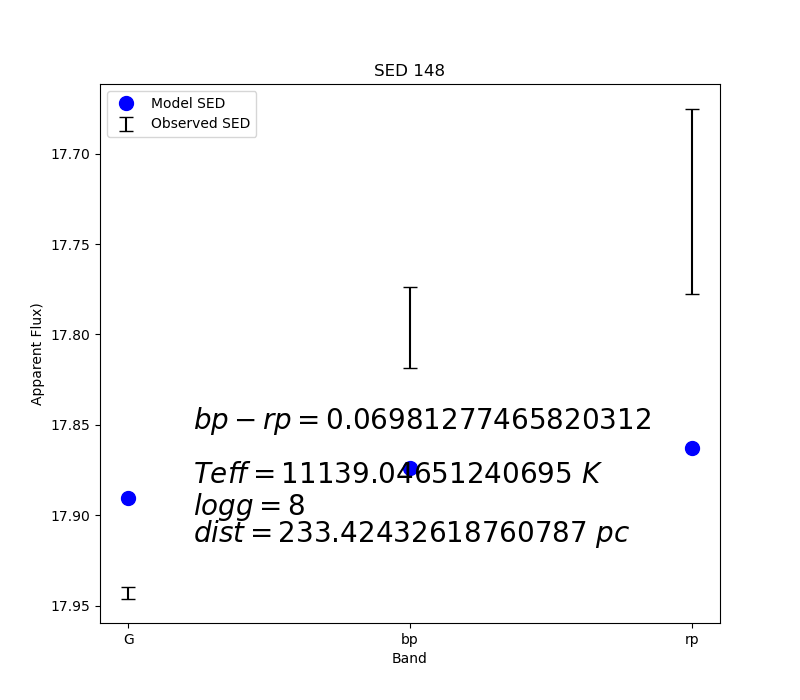 SED 148
Model SED
Observed SED
17.70
17.75
17.80
17.85
17.90
17.95
Apparent Flux)
bp − rp = 0.06981277465820312
Teff = 11139.04651240695 K
logg = 8
dist = 233.42432618760787 pc
G bp rp
Band